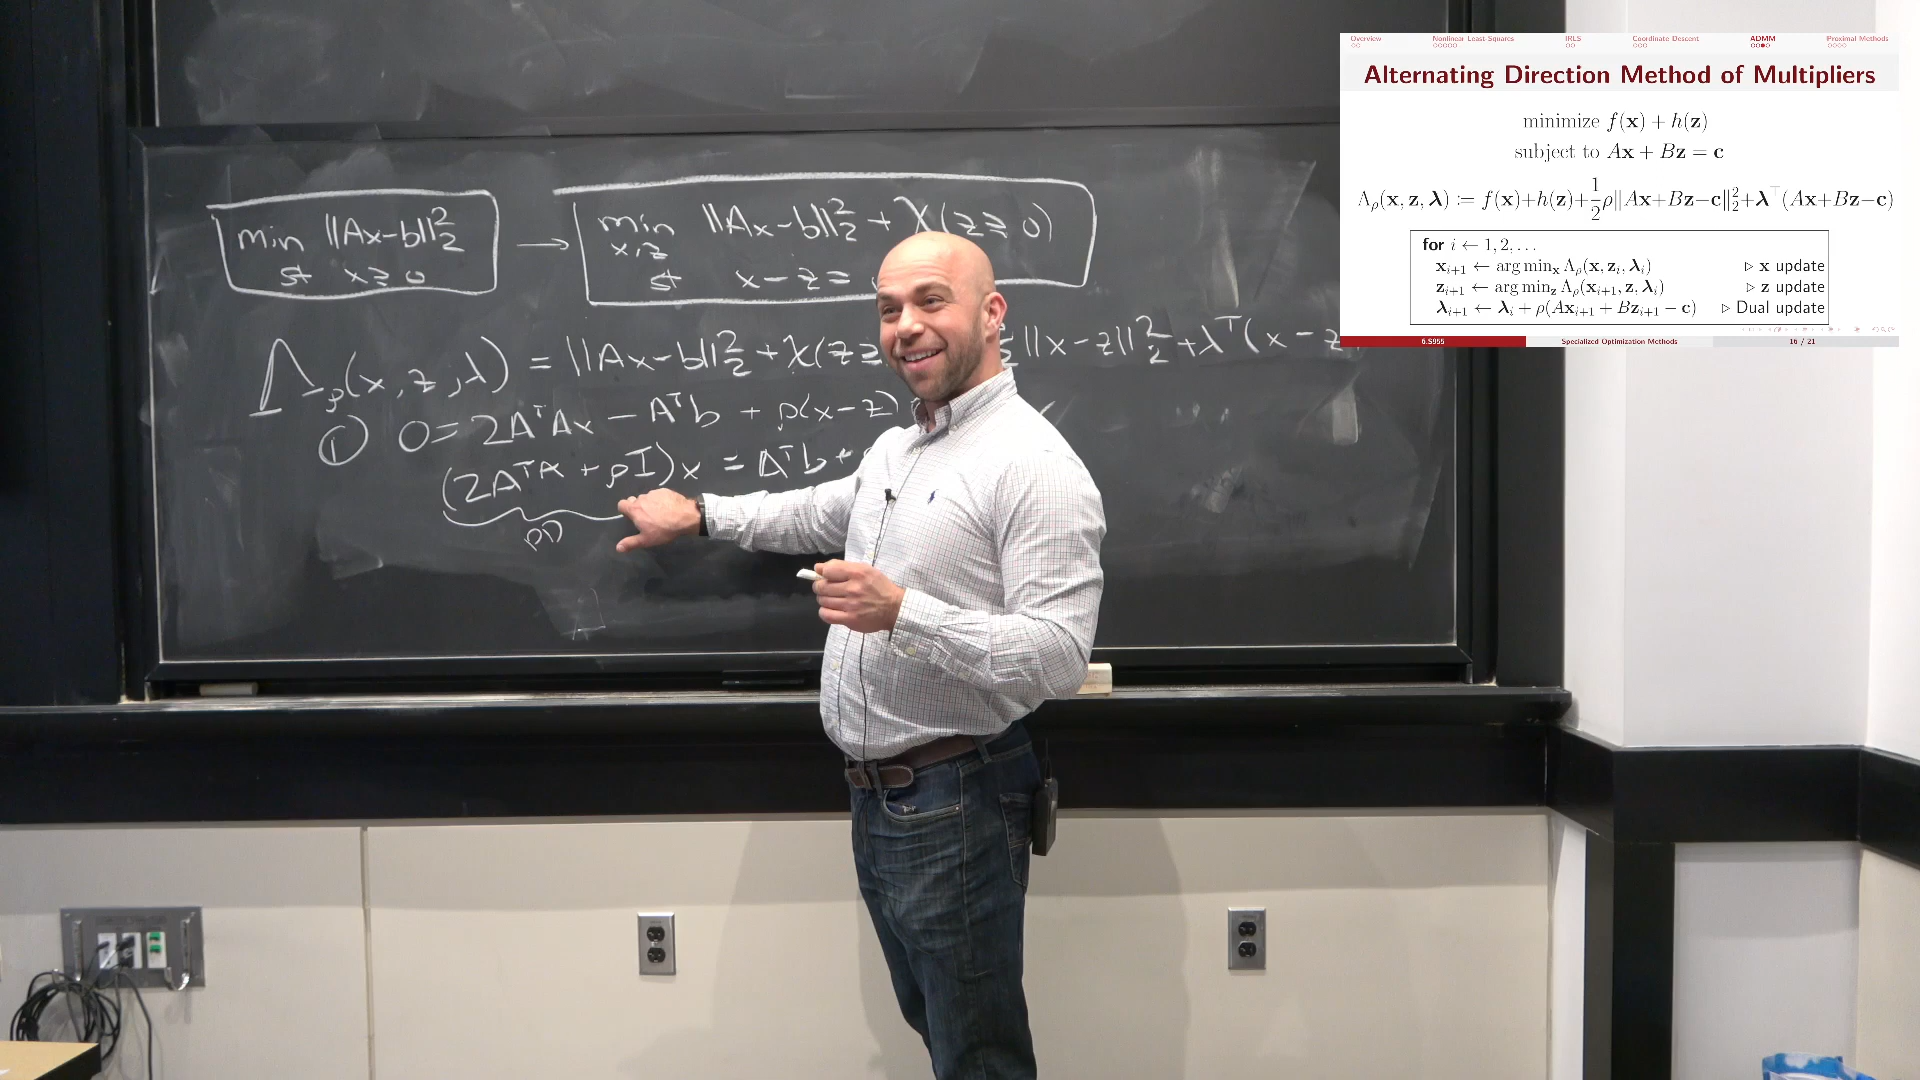 min ‖Ax-b‖₂²
st x ≥ 0
→
min ‖Ax-b‖₂² + χ(z ≥ 0)
x,z
st x - z =
Λρ(x, z; λ) = ‖Ax-b‖₂² + χ(z ≥ ‖x-z‖₂² + λᵀ(x - z
① 0 = 2AᵀAx - Aᵀb + ρ(x-z)
(2AᵀA + ρI)x = Aᵀb +
PD
Overview Nonlinear Least-Squares IRLS Coordinate Descent ADMM Proximal Methods
Alternating Direction Method of Multipliers
minimize f(x) + h(z)
subject to Ax + Bz = c
Λρ(x, z, λ) := f(x)+h(z)+½ρ‖Ax+Bz−c‖₂²+λ⊤(Ax+Bz−c)
for i ← 1, 2, . . .
xᵢ₊₁ ← arg minₓ Λρ(x, zᵢ, λᵢ) ▷ x update
zᵢ₊₁ ← arg min_z Λρ(xᵢ₊₁, z, λᵢ) ▷ z update
λᵢ₊₁ ← λᵢ + ρ(Axᵢ₊₁ + Bzᵢ₊₁ − c) ▷ Dual update
6.S955 Specialized Optimization Methods 16 / 21